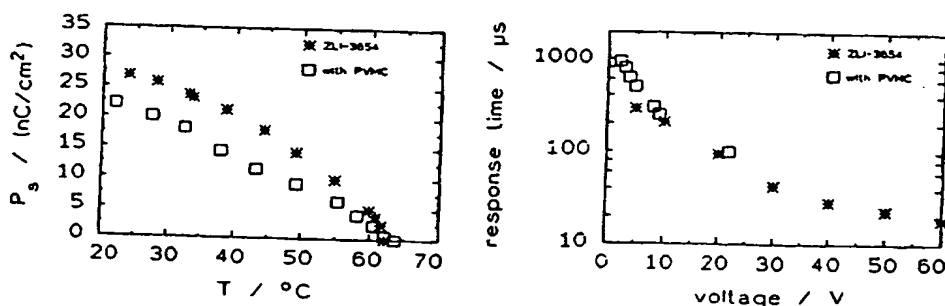 35
30
25
20
15
10
5
0
P_s / (nC/cm²)
ZLI-3654
with PVMC
20 30 40 50 60 70
T / °C
1000
100
10
response lime / µs
ZLI-3654
with PVMC
0 10 20 30 40 50 60
voltage / V